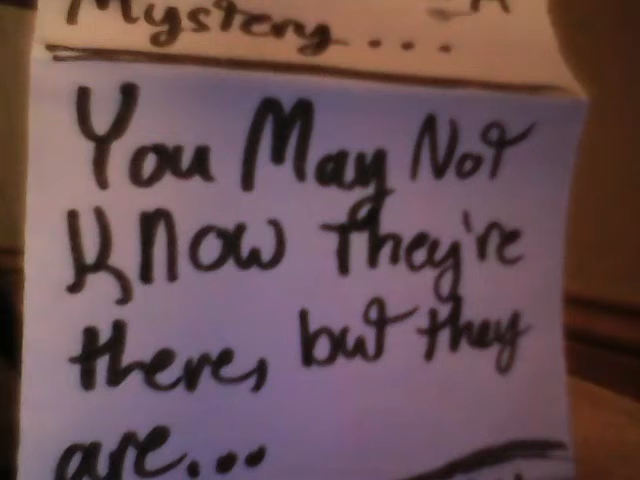 Mystery...
You May Not
Know They're
there, but they
are...